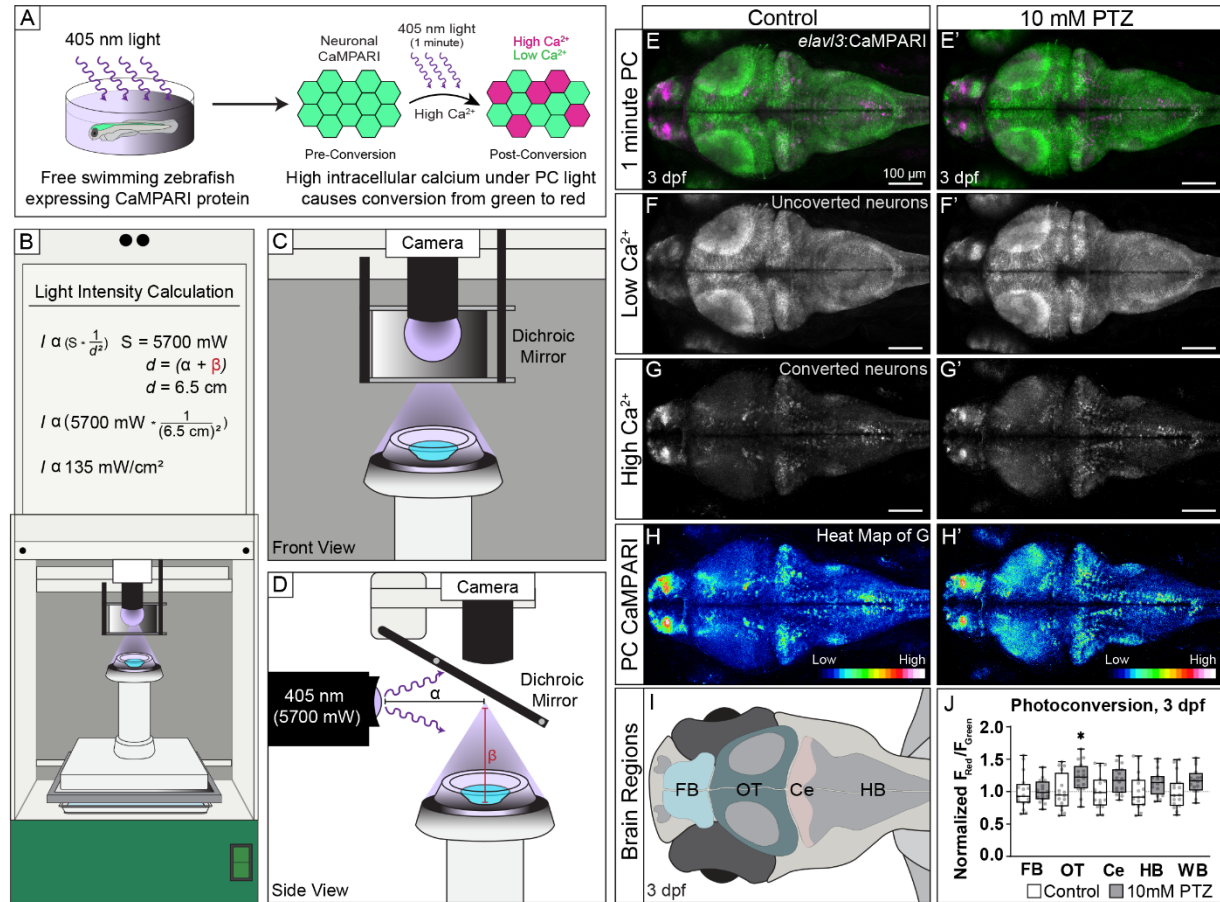 A
405 nm light
Free swimming zebrafish
expressing CaMPARI protein
Neuronal
CaMPARI
Pre-Conversion
405 nm light
(1 minute)
High Ca²⁺
High Ca²⁺
Low Ca²⁺
Post-Conversion
High intracellular calcium under PC light
causes conversion from green to red
B
Light Intensity Calculation
I α (S * 1/d²) S = 5700 mW
d = (α + β)
d = 6.5 cm
I α (5700 mW * 1/(6.5 cm)²)
I α 135 mW/cm²
C
Camera
Dichroic
Mirror
Front View
D
Camera
405 nm
(5700 mW)
α
β
Dichroic
Mirror
Side View
Control
10 mM PTZ
1 minute PC
E
elavl3:CaMPARI
3 dpf
100 µm
E'
3 dpf
Low Ca²⁺
F
Uncoverted neurons
F'
High Ca²⁺
G
Converted neurons
G'
PC CaMPARI
H
Heat Map of G
Low
High
H'
Low
High
Brain Regions
I
FB
OT
Ce
HB
3 dpf
J
Photoconversion, 3 dpf
Normalized F_Red/F_Green
2.0
1.5
1.0
0.5
0.0
*
FB OT Ce HB WB
Control 10mM PTZ